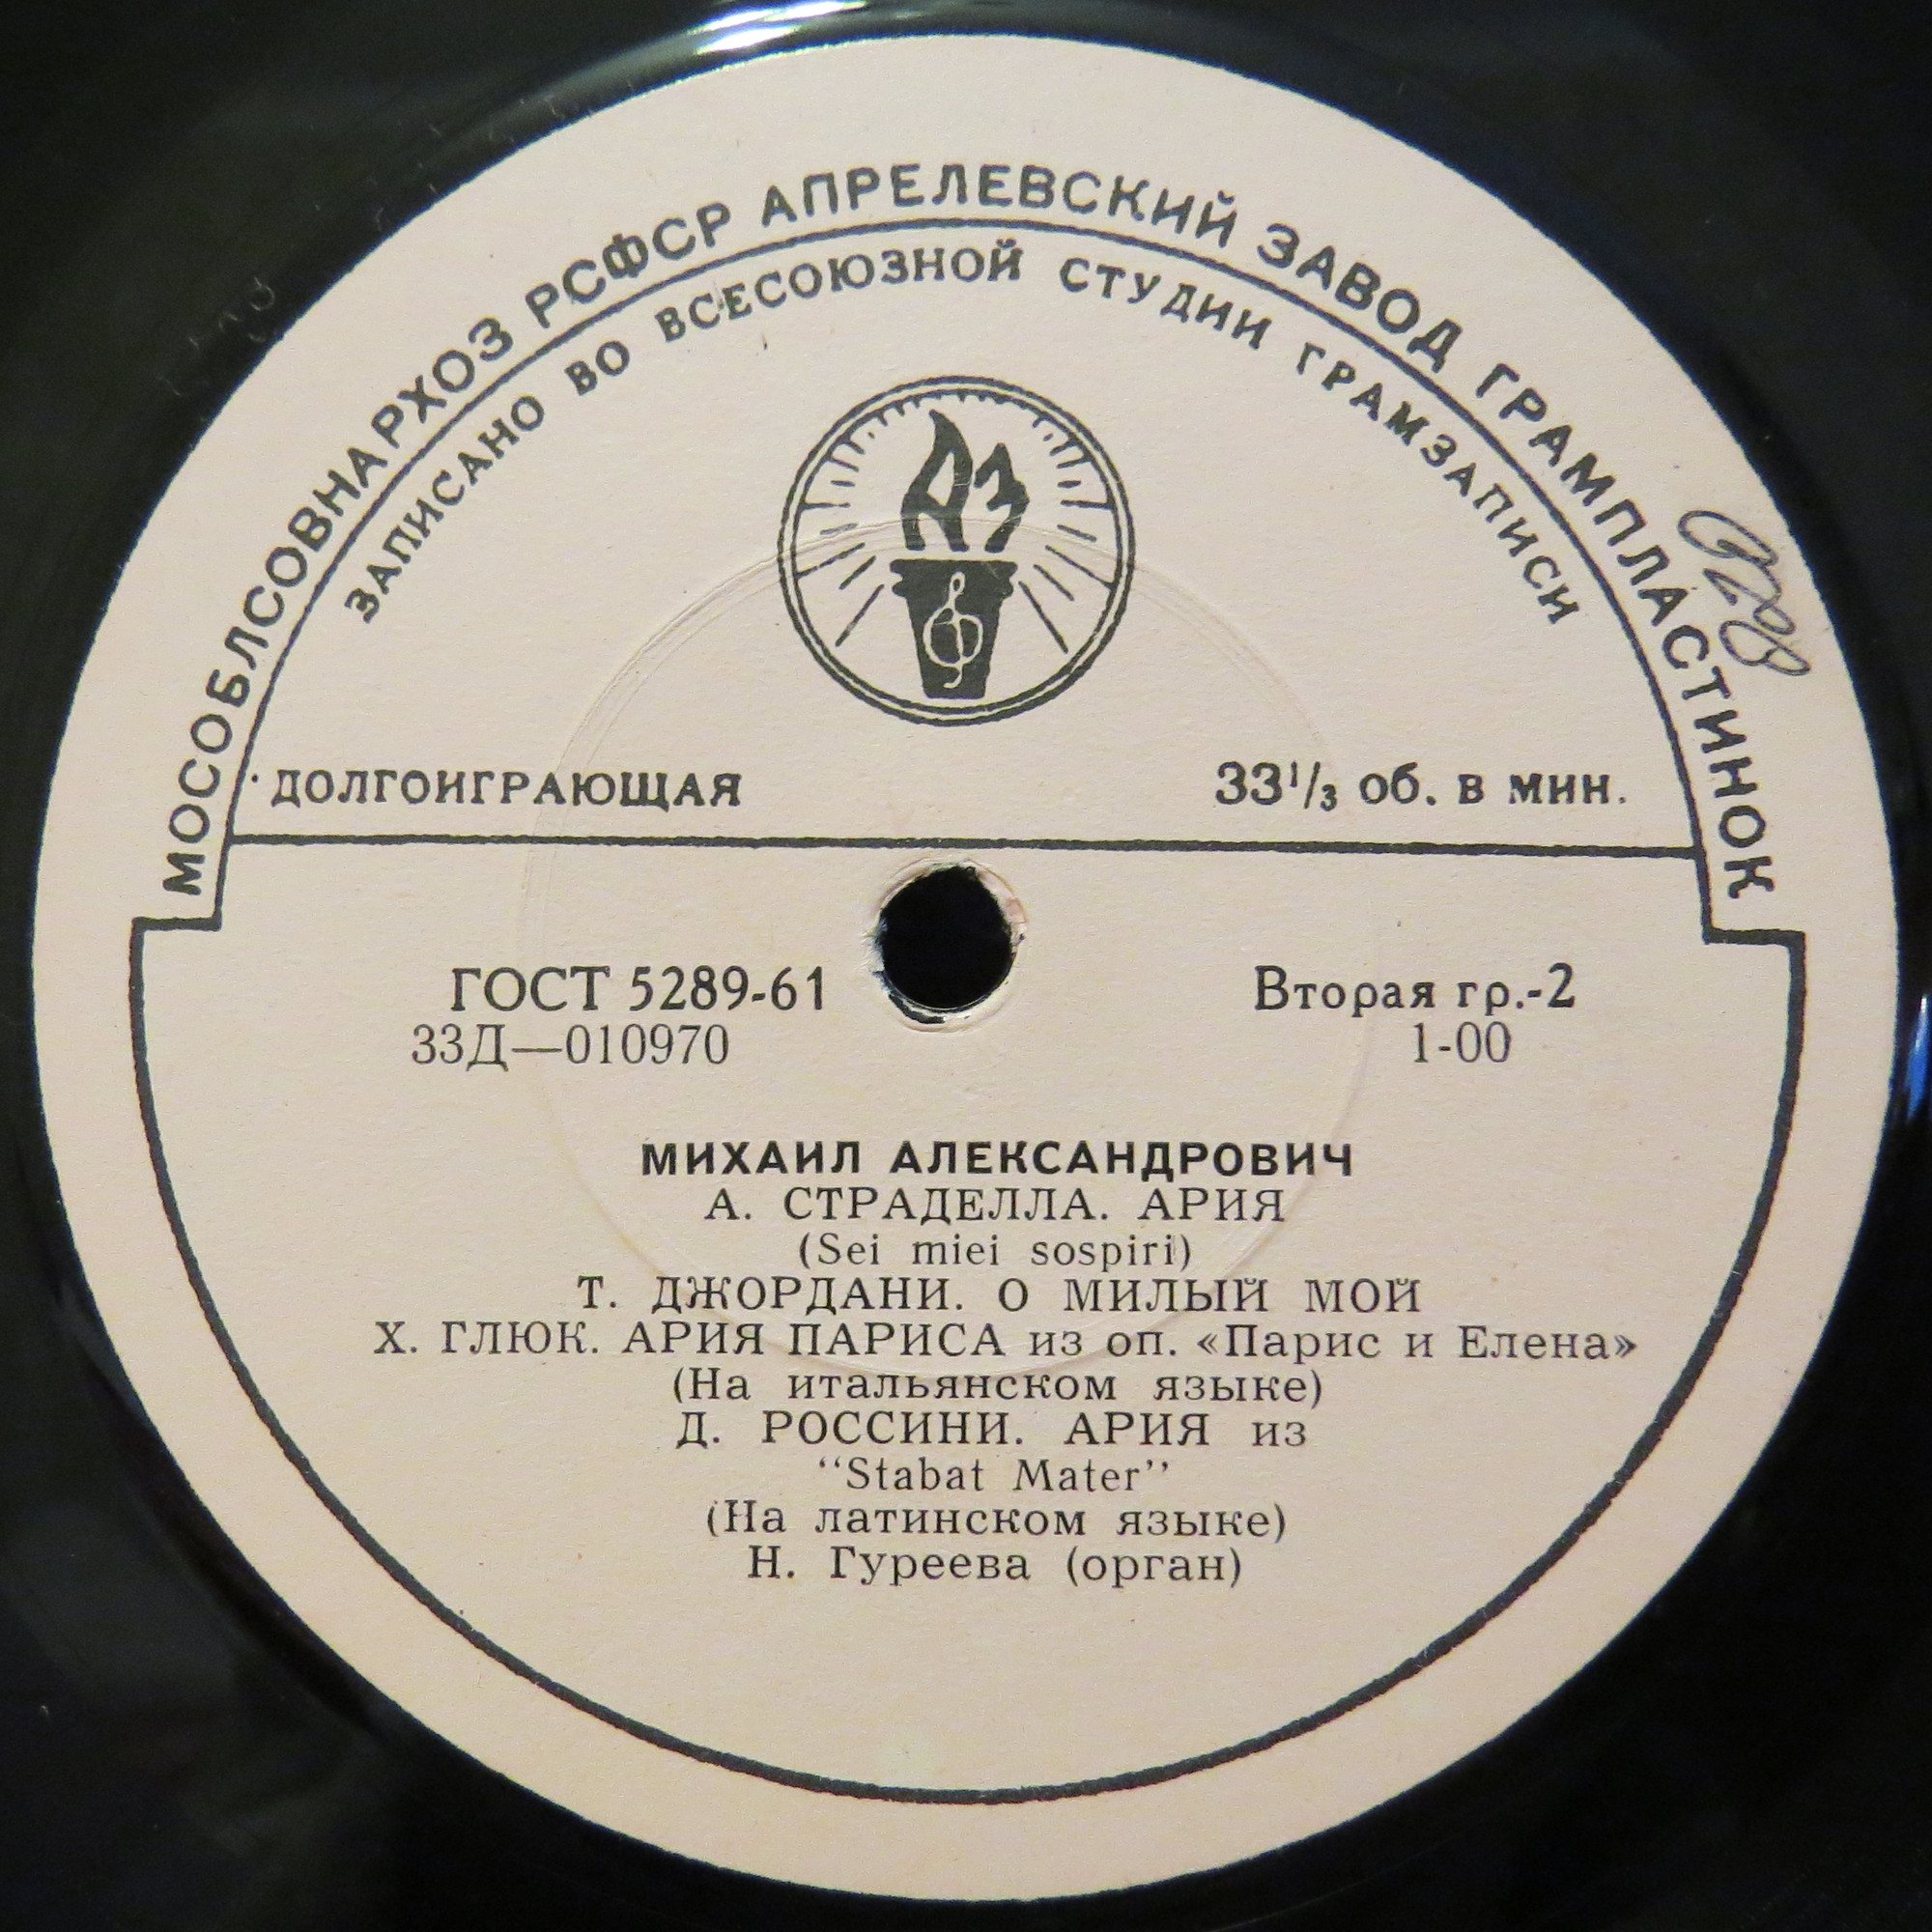 МОСОБЛСОВНАРХОЗ РСФСР АПРЕЛЕВСКИЙ ЗАВОД ГРАМПЛАСТИНОК
ЗАПИСАНО ВО ВСЕСОЮЗНОЙ СТУДИИ ГРАМЗАПИСИ
АЗ
ДОЛГОИГРАЮЩАЯ 33 1/3 об. в мин.
ГОСТ 5289-61 Вторая гр.-2
33Д—010970 1-00
МИХАИЛ АЛЕКСАНДРОВИЧ
А. СТРАДЕЛЛА. АРИЯ
(Sei miei sospiri)
Т. ДЖОРДАНИ. О МИЛЫЙ МОЙ
Х. ГЛЮК. АРИЯ ПАРИСА из оп. «Парис и Елена»
(На итальянском языке)
Д. РОССИНИ. АРИЯ из
“Stabat Mater”
(На латинском языке)
Н. Гуреева (орган)